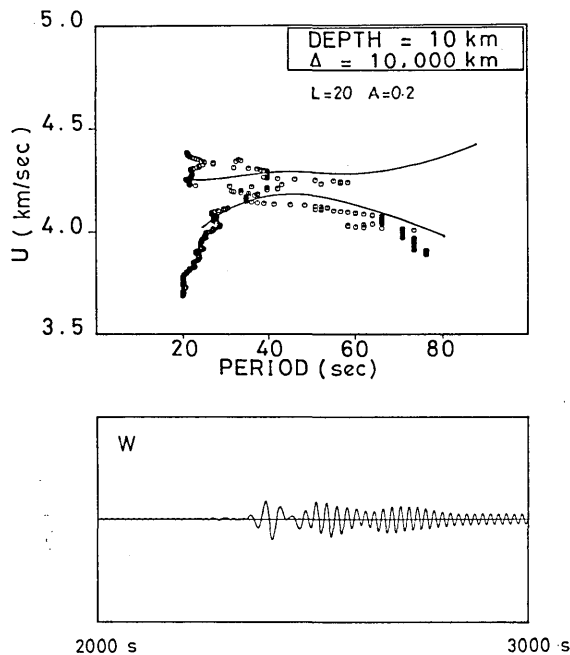 5.0
DEPTH = 10 km
Δ = 10,000 km
L=20 A=0·2
4.5
U (km/sec)
4.0
3.5
20 40 60 80
PERIOD (sec)
W
2000 s 3000 s